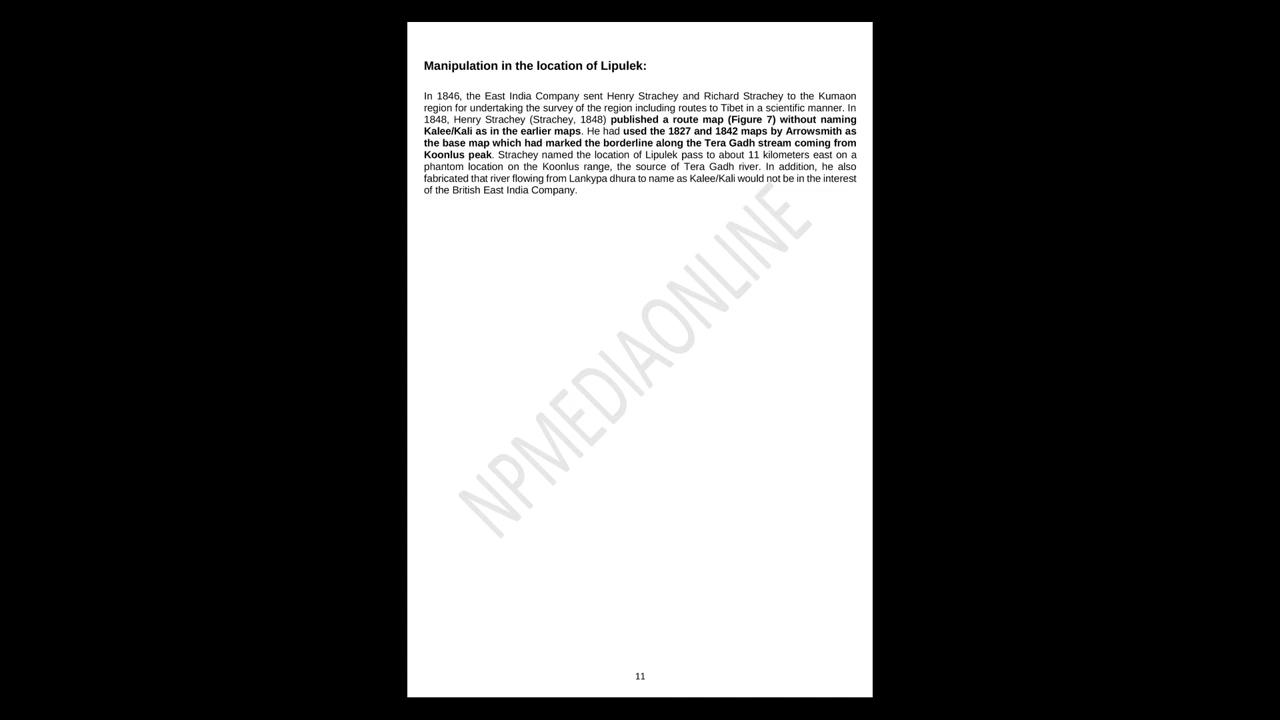 Manipulation in the location of Lipulek:
In 1846, the East India Company sent Henry Strachey and Richard Strachey to the Kumaon
region for undertaking the survey of the region including routes to Tibet in a scientific manner. In
1848, Henry Strachey (Strachey, 1848) published a route map (Figure 7) without naming
Kalee/Kali as in the earlier maps. He had used the 1827 and 1842 maps by Arrowsmith as
the base map which had marked the borderline along the Tera Gadh stream coming from
Koonlus peak. Strachey named the location of Lipulek pass to about 11 kilometers east on a
phantom location on the Koonlus range, the source of Tera Gadh river. In addition, he also
fabricated that river flowing from Lankypa dhura to name as Kalee/Kali would not be in the interest
of the British East India Company.
NPMEDIAONLINE
11